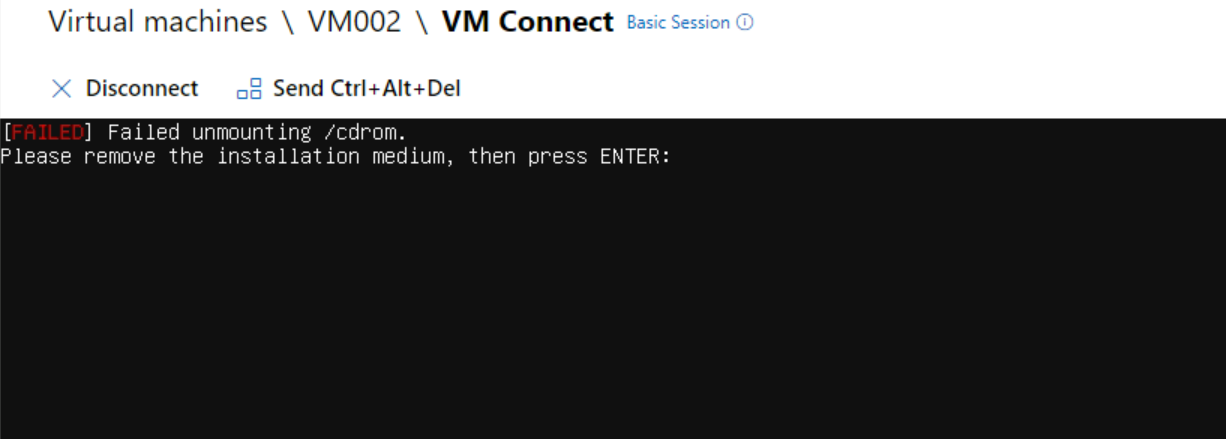 Virtual machines \ VM002 \ VM Connect Basic Session
Disconnect Send Ctrl+Alt+Del
[FAILED] Failed unmounting /cdrom.
Please remove the installation medium, then press ENTER: